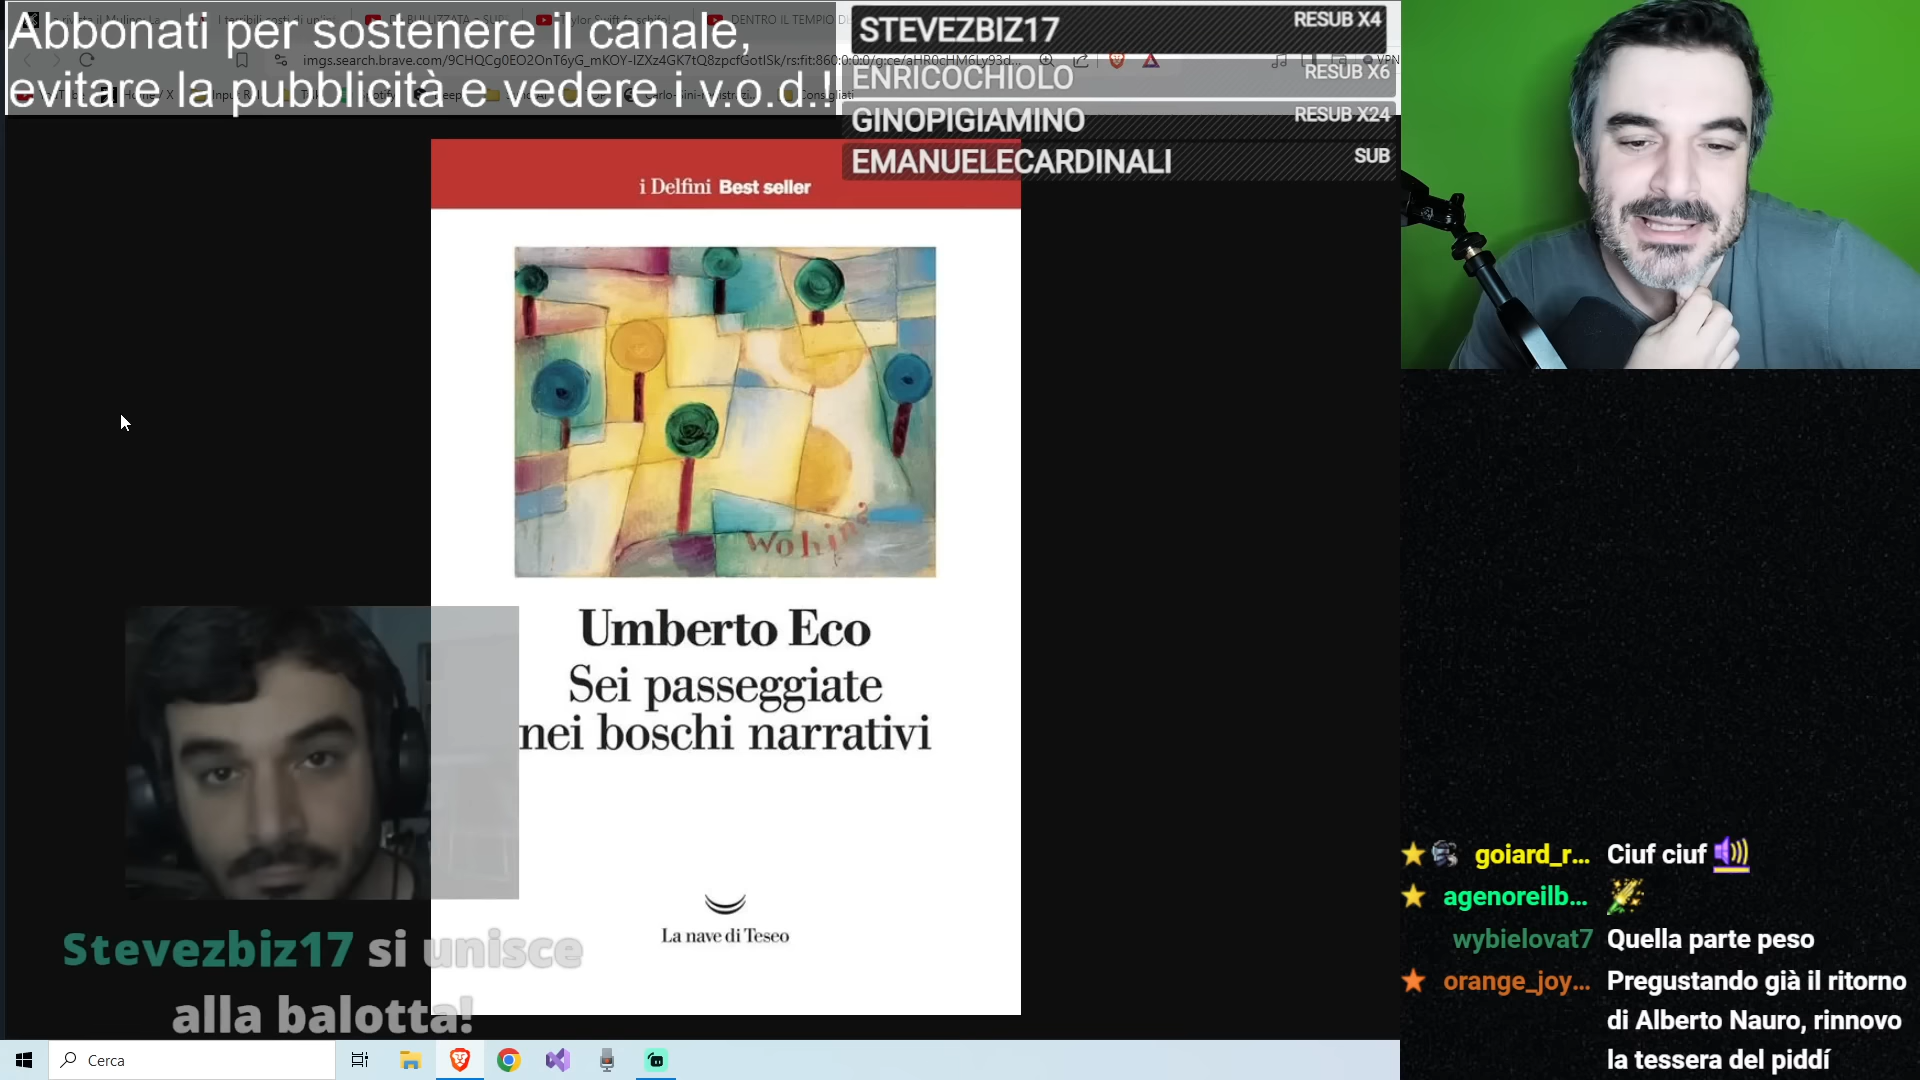 Abbonati per sostenere il canale,
evitare la pubblicità e vedere i v.o.d.!
STEVEZBIZ17 RESUB X4
ENRICOCHIOLO RESUB X6
GINOPIGIAMINO RESUB X24
EMANUELECARDINALI SUB
VPN
i Delfini Best seller
Wohin?
Umberto Eco
Sei passeggiate
nei boschi narrativi
La nave di Teseo
Stevezbiz17 si unisce
alla balotta!
goiard_r... Ciuf ciuf
agenoreilb...
wybielovat7 Quella parte peso
orange_joy... Pregustando già il ritorno
di Alberto Nauro, rinnovo
la tessera del piddí
Cerca